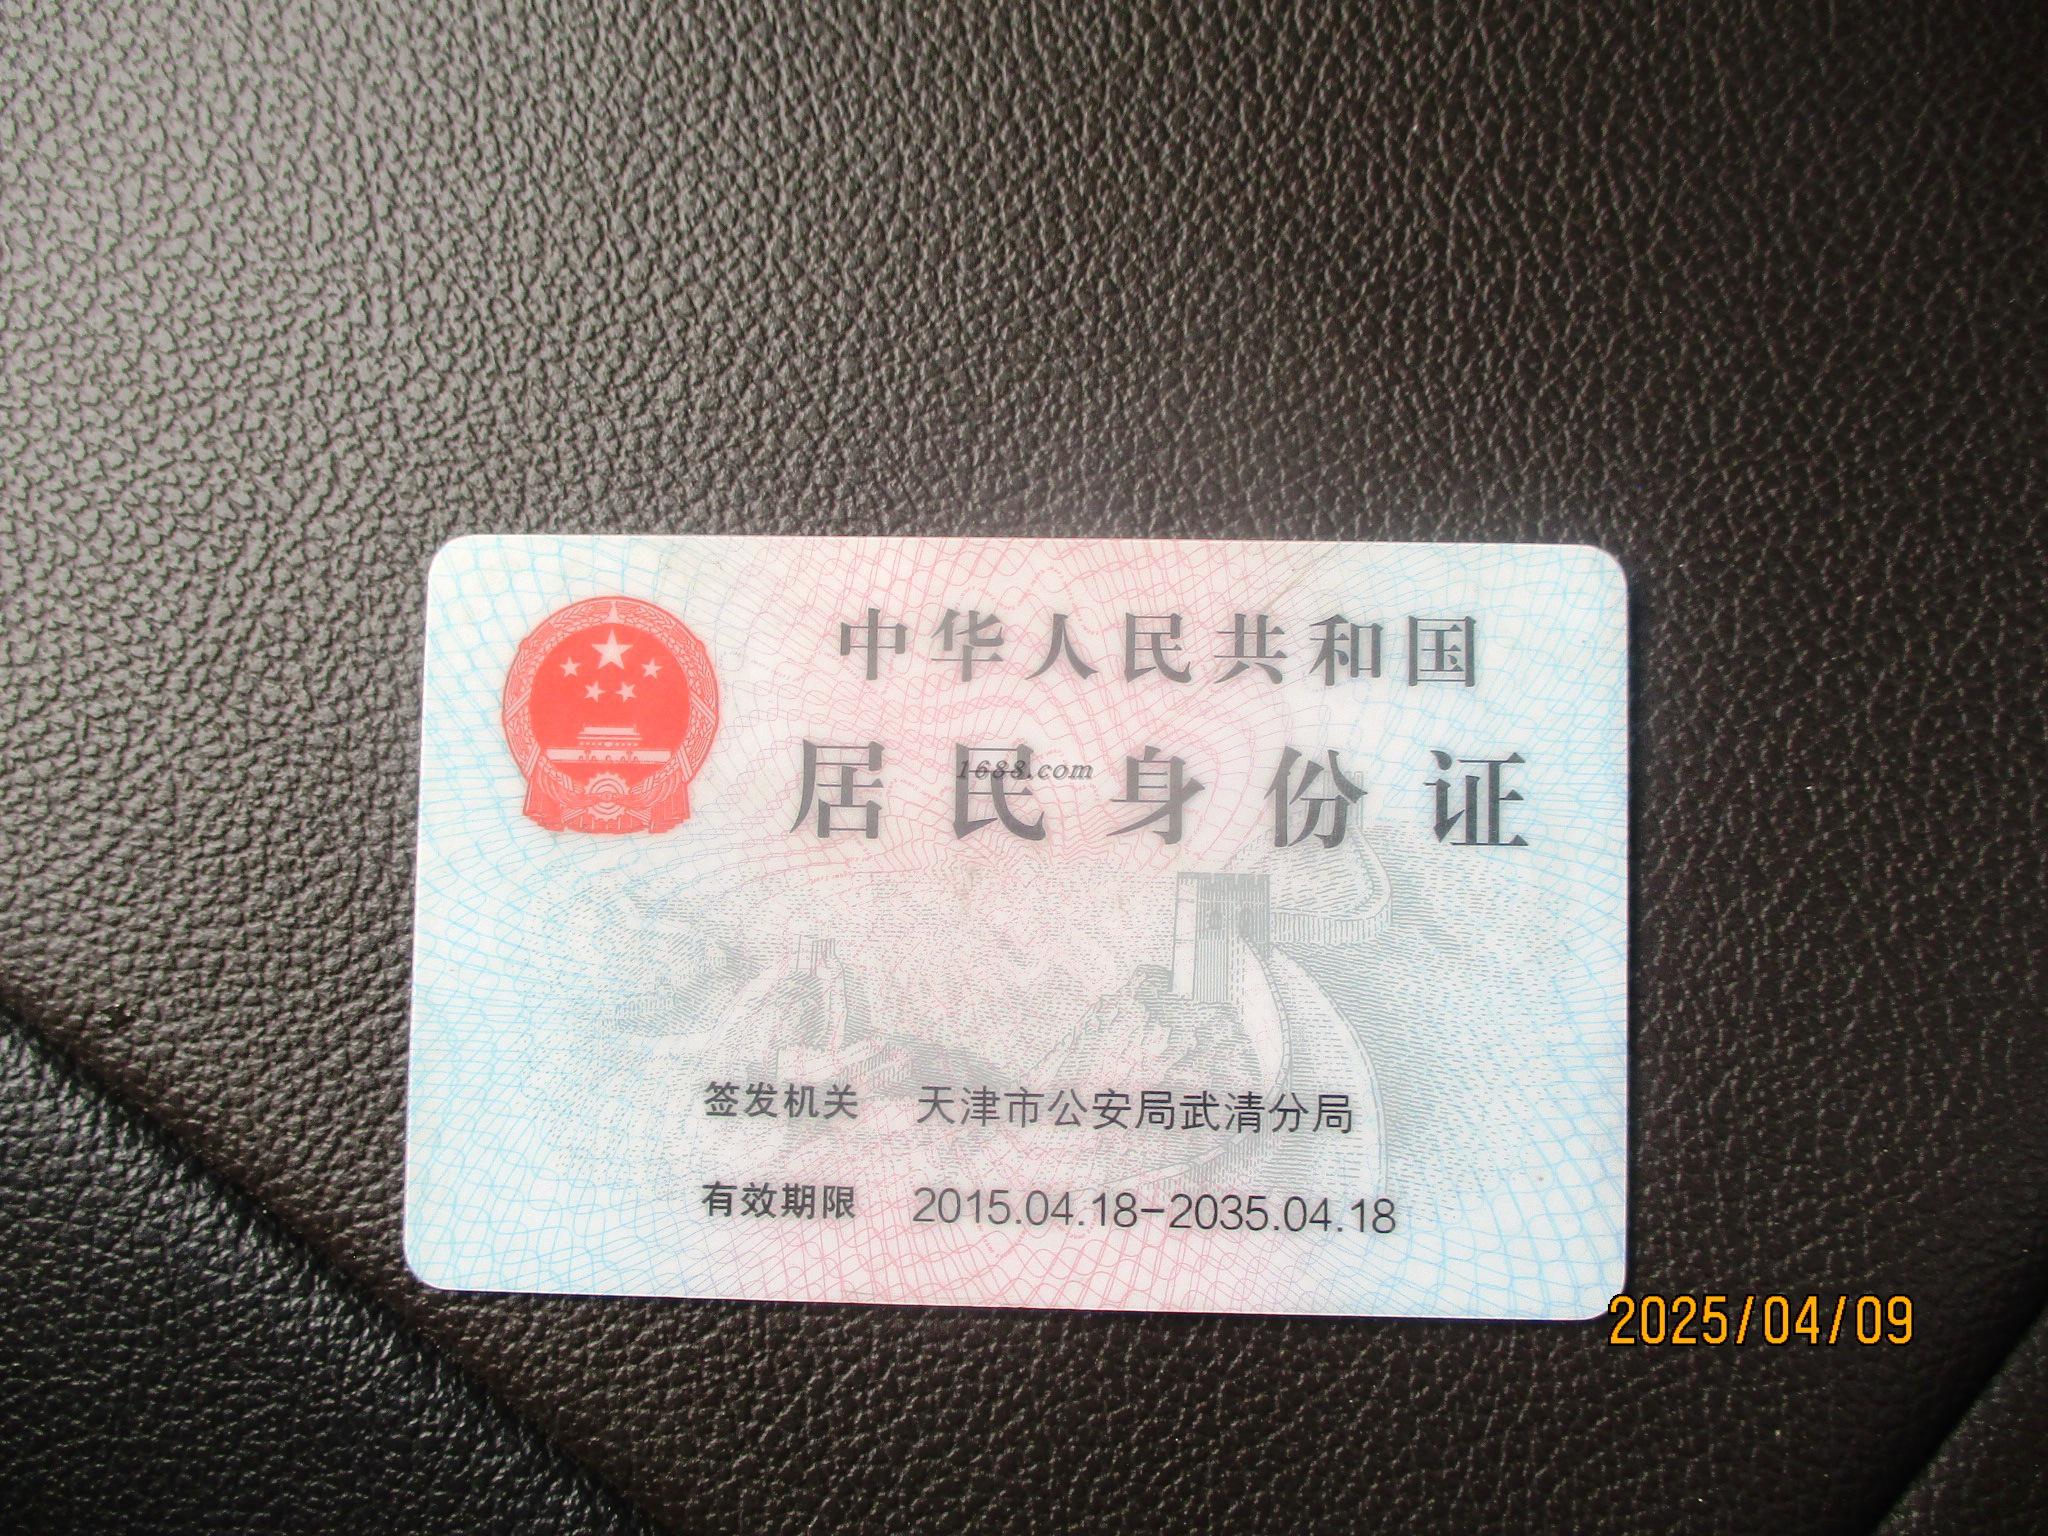 中华人民共和国
居民身份证
1688.com
签发机关 天津市公安局武清分局
有效期限 2015.04.18-2035.04.18
2025/04/09